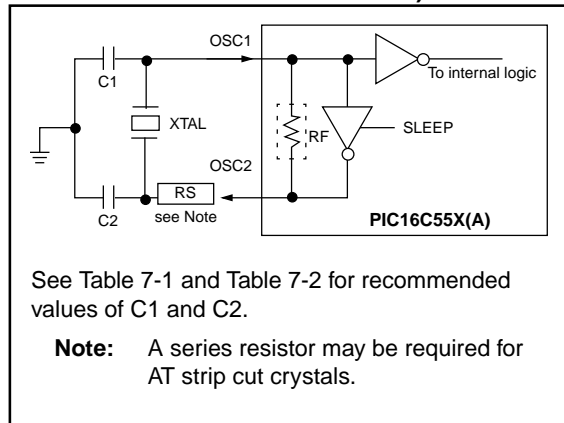 OSC1
C1
To internal logic
XTAL
RF
SLEEP
OSC2
RS
C2
see Note
PIC16C55X(A)
See Table 7-1 and Table 7-2 for recommended
values of C1 and C2.
Note: A series resistor may be required for
AT strip cut crystals.